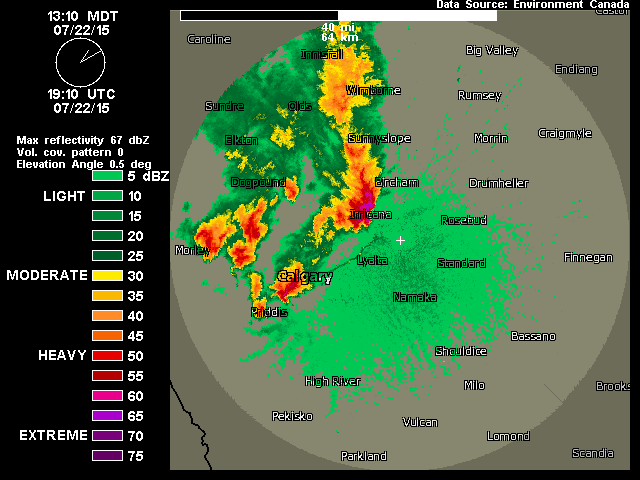 Data Source: Environment Canada
13:10 MDT
07/22/15
19:10 UTC
07/22/15
Max reflectivity 67 dBZ
Vol. cov. pattern 0
Elevation Angle 0.5 deg
5 dBZ
LIGHT 10
15
20
25
MODERATE 30
35
40
45
HEAVY 50
55
60
65
EXTREME 70
75
40 mi
64 km
Caroline
Innisfail
Big Valley
Endiang
Wimborne
Rumsey
Sundre
Olds
Elkton
Sunnyslope
Morrin
Craigmyle
Dogpound
Drumheller
Irricana
Rosebud
Morley
Lyalta
Standard
Finnegan
Calgary
Namaka
Priddis
Bassano
Shouldice
High River
Milo
Brooks
Pekisko
Vulcan
Lomond
Parkland
Scandia